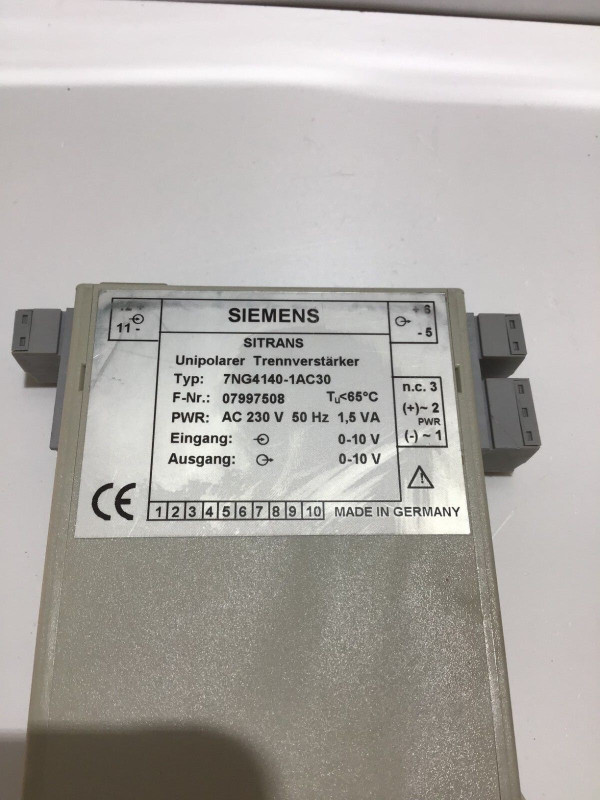 11 -
SIEMENS
- 5
SITRANS
Unipolarer Trennverstärker
Typ: 7NG4140-1AC30
F-Nr.: 07997508 Tu<65°C
PWR: AC 230 V 50 Hz 1,5 VA
Eingang: 0-10 V
Ausgang: 0-10 V
n.c. 3
(+)~ 2
PWR
(-) ~ 1
CE
1 2 3 4 5 6 7 8 9 10 MADE IN GERMANY